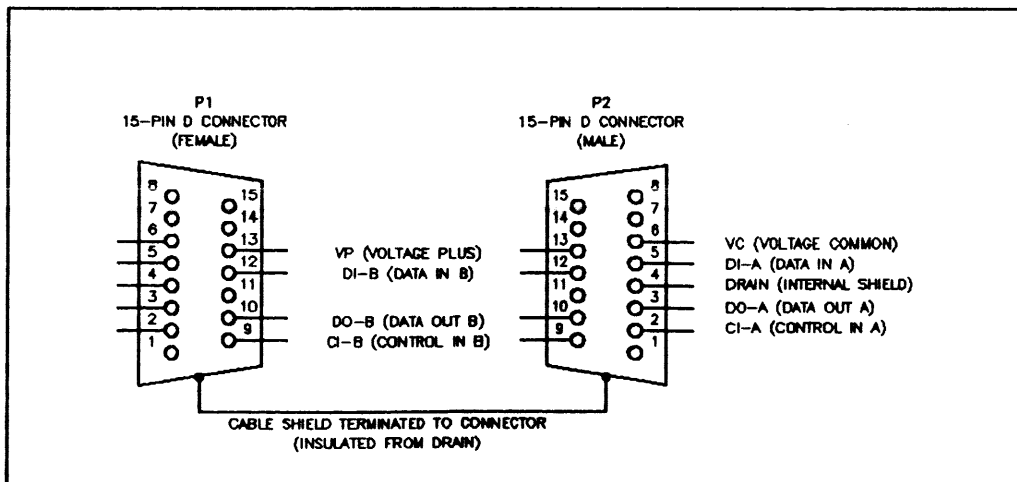 P1
15-PIN D CONNECTOR
(FEMALE)
8
7
6
5
4
3
2
1
15
14
13
12
11
10
9
VP (VOLTAGE PLUS)
DI-B (DATA IN B)
DO-B (DATA OUT B)
CI-B (CONTROL IN B)
P2
15-PIN D CONNECTOR
(MALE)
15
14
13
12
11
10
9
8
7
6
5
4
3
2
1
VC (VOLTAGE COMMON)
DI-A (DATA IN A)
DRAIN (INTERNAL SHIELD)
DO-A (DATA OUT A)
CI-A (CONTROL IN A)
CABLE SHIELD TERMINATED TO CONNECTOR
(INSULATED FROM DRAIN)